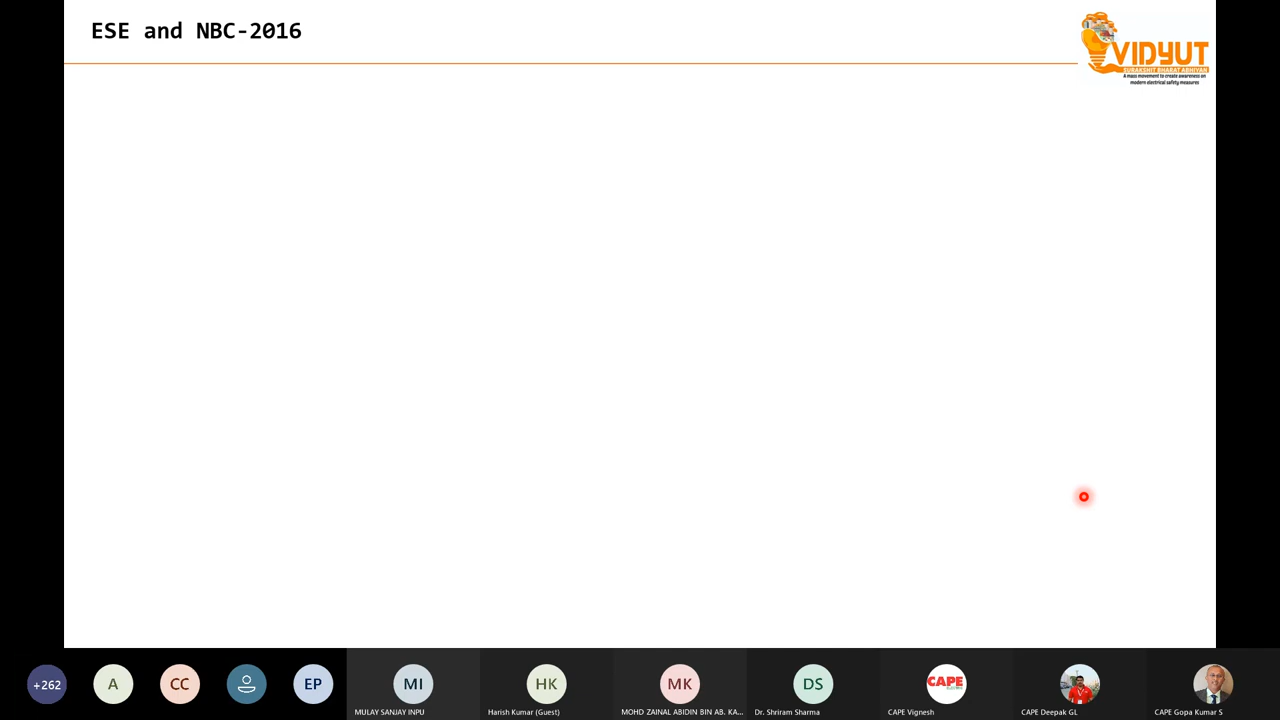 ESE and NBC-2016
VIDYUT
SURAKSHIT BHARAT ABHIYAN
A mass movement to create awareness on
modern electrical safety measures
+262
A
CC
EP
MI
HK
MK
DS
CAPE
ELECTRIC
MULAY SANJAY INPU
Harish Kumar (Guest)
MOHD ZAINAL ABIDIN BIN AB. KA...
Dr. Shriram Sharma
CAPE Vignesh
CAPE Deepak GL
CAPE Gopa Kumar S